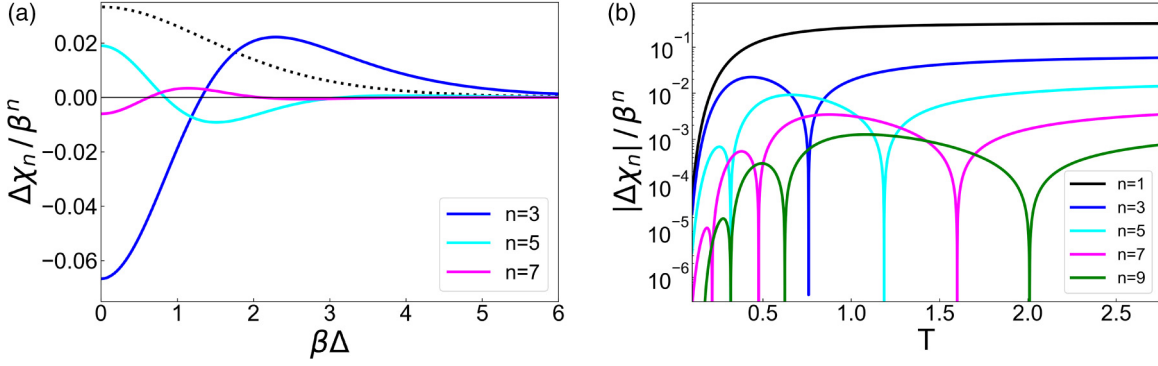 (a)
Δχₙ / βⁿ
0.02
0.00
−0.02
−0.04
−0.06
0 1 2 3 4 5 6
βΔ
n=3
n=5
n=7
(b)
|Δχₙ| / βⁿ
10⁻¹
10⁻²
10⁻³
10⁻⁴
10⁻⁵
10⁻⁶
0.5 1.0 1.5 2.0 2.5
T
n=1
n=3
n=5
n=7
n=9